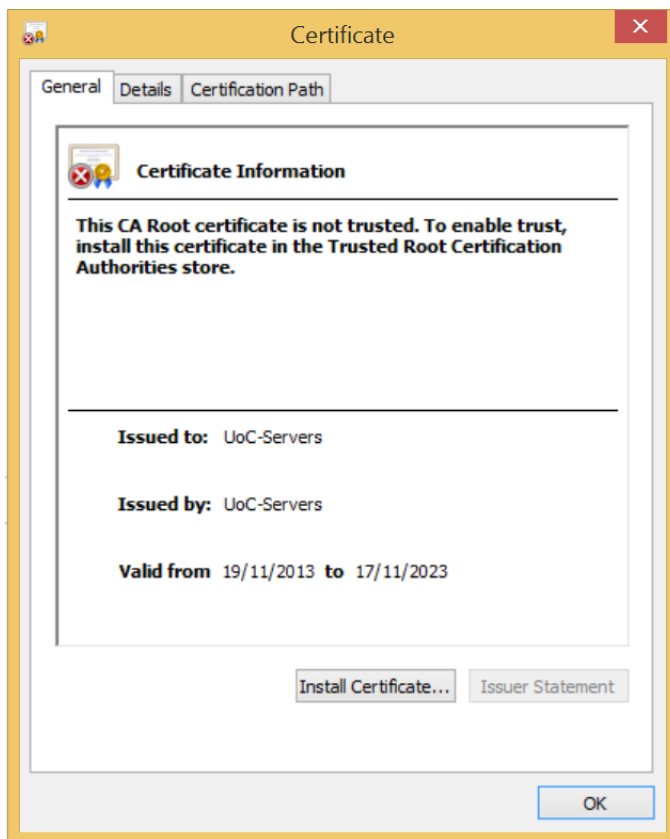 Certificate
General Details Certification Path
Certificate Information
This CA Root certificate is not trusted. To enable trust,
install this certificate in the Trusted Root Certification
Authorities store.
Issued to: UoC-Servers
Issued by: UoC-Servers
Valid from 19/11/2013 to 17/11/2023
Install Certificate... Issuer Statement
OK